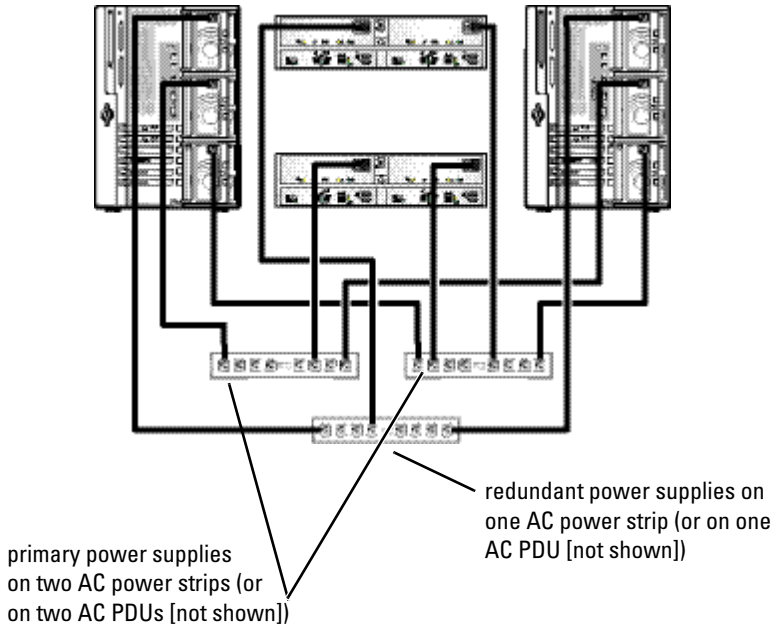 redundant power supplies on
one AC power strip (or on one
AC PDU [not shown])
primary power supplies
on two AC power strips (or
on two AC PDUs [not shown])